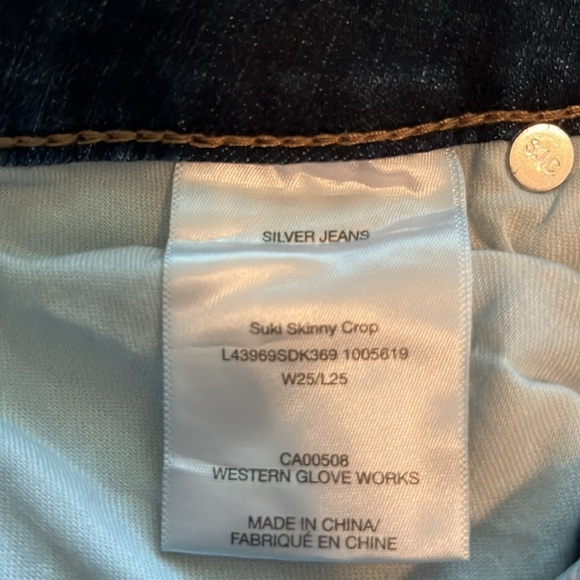 SJC
SILVER JEANS
Suki Skinny Crop
L43969SDK369 1005619
W25/L25
CA00508
WESTERN GLOVE WORKS
MADE IN CHINA/
FABRIQUÉ EN CHINE